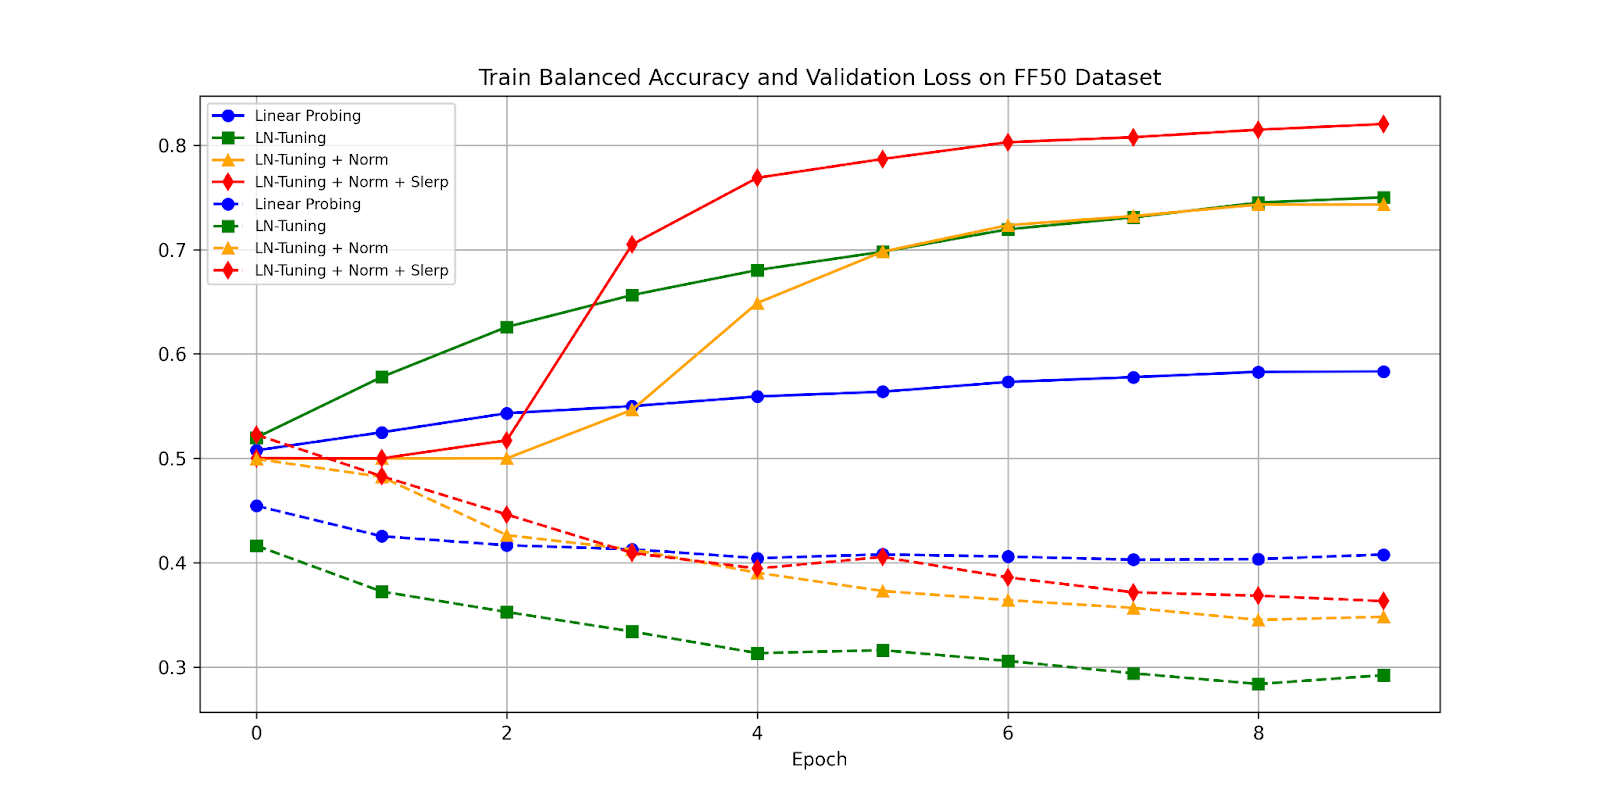 Train Balanced Accuracy and Validation Loss on FF50 Dataset
Linear Probing
LN-Tuning
LN-Tuning + Norm
LN-Tuning + Norm + Slerp
Linear Probing
LN-Tuning
LN-Tuning + Norm
LN-Tuning + Norm + Slerp
0.8
0.7
0.6
0.5
0.4
0.3
0 2 4 6 8
Epoch